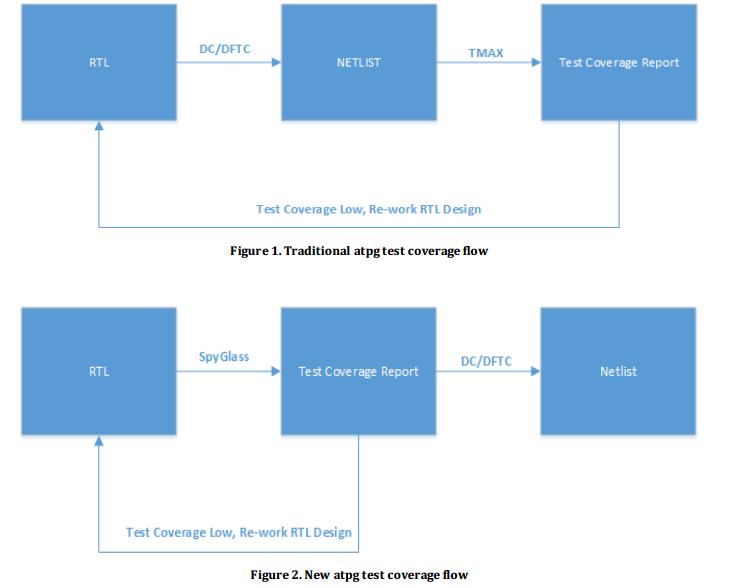 RTL
DC/DFTC
NETLIST
TMAX
Test Coverage Report
Test Coverage Low, Re-work RTL Design
Figure 1. Traditional atpg test coverage flow
RTL
SpyGlass
Test Coverage Report
DC/DFTC
Netlist
Test Coverage Low, Re-work RTL Design
Figure 2. New atpg test coverage flow